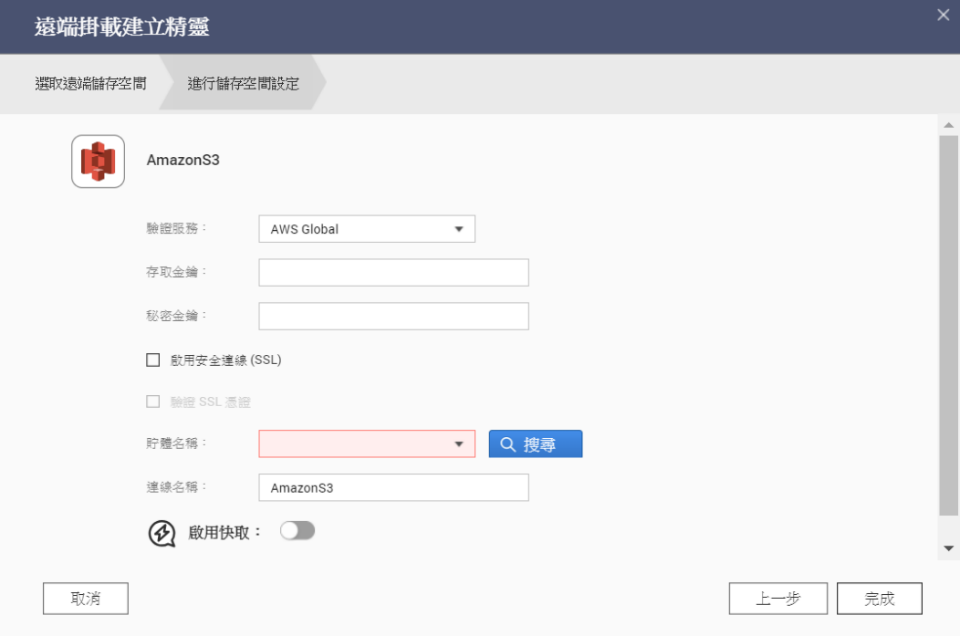 遠端掛載建立精靈
選取遠端儲存空間
進行儲存空間設定
AmazonS3
驗證服務：
AWS Global
存取金鑰：
秘密金鑰：
啟用安全連線 (SSL)
驗證 SSL 憑證
貯體名稱：
搜尋
連線名稱：
AmazonS3
啟用快取：
取消
上一步
完成